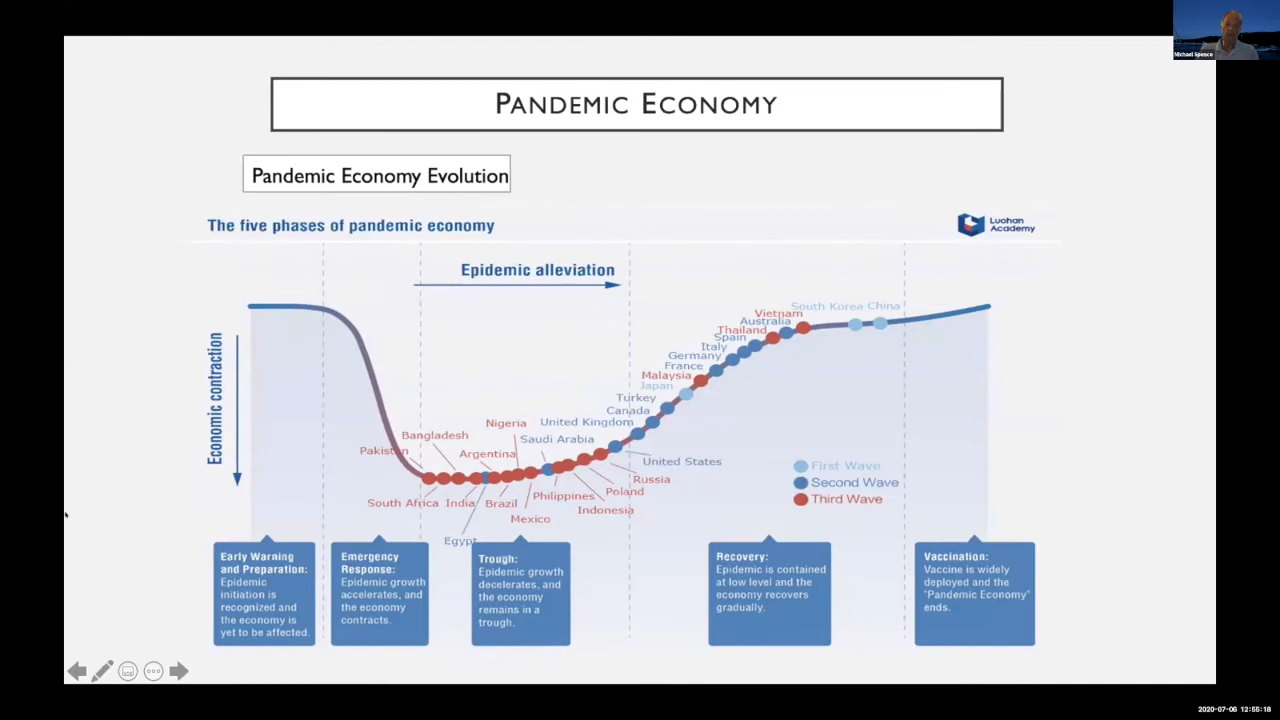 Michael Spence
PANDEMIC ECONOMY
Pandemic Economy Evolution
The five phases of pandemic economy
Luohan
Academy
Epidemic alleviation
Economic contraction
South Korea China
Vietnam
Australia
Thailand
Spain
Italy
Germany
France
Malaysia
Japan
Turkey
Canada
United Kingdom
Nigeria
Bangladesh
Saudi Arabia
Pakistan
Argentina
United States
Russia
Poland
Philippines
South Africa
India
Brazil
Indonesia
Mexico
Egypt
First Wave
Second Wave
Third Wave
Early Warning
and Preparation:
Epidemic
initiation is
recognized and
the economy is
yet to be affected.
Emergency
Response:
Epidemic growth
accelerates, and
the economy
contracts.
Trough:
Epidemic growth
decelerates, and
the economy
remains in a
trough.
Recovery:
Epidemic is contained
at low level and the
economy recovers
gradually.
Vaccination:
Vaccine is widely
deployed and the
"Pandemic Economy"
ends.
2020-07-06 12:55:18